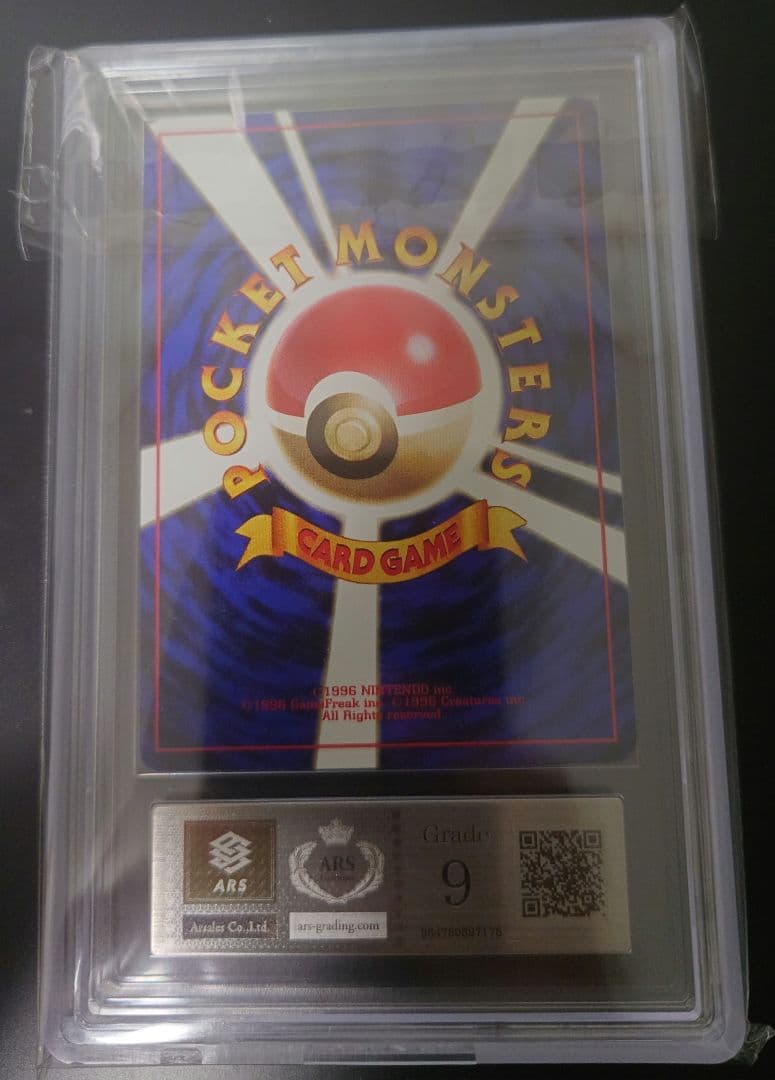 POCKET MONSTERS
CARD GAME
©1996 NINTENDO inc.
©1996 GameFreak inc. ©1996 Creatures inc.
All Rights reserved.
ARS
Arsales Co.,Ltd.
ARS
ars-grading.com
Grade
9